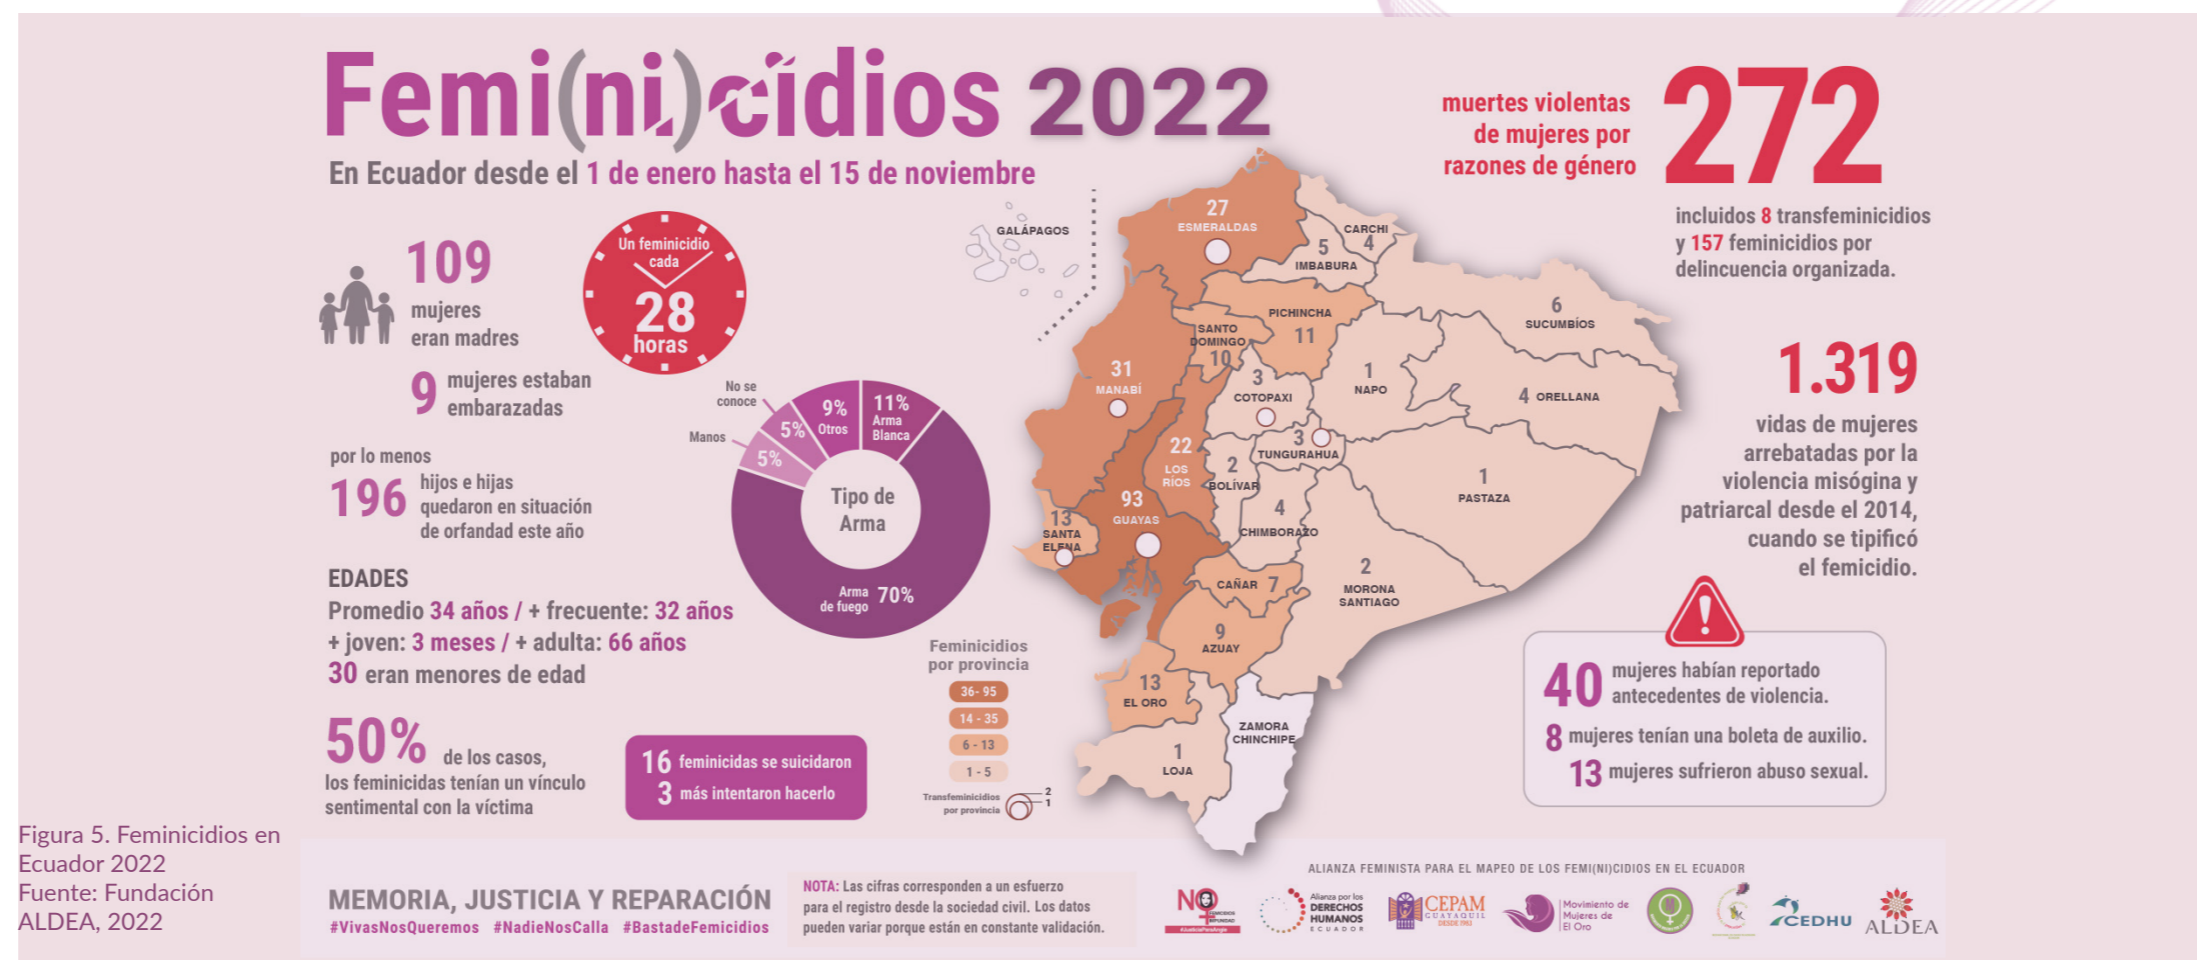 Femi(ni)cidios 2022
En Ecuador desde el 1 de enero hasta el 15 de noviembre
109
mujeres
eran madres
9 mujeres estaban
embarazadas
por lo menos
196 hijos e hijas
quedaron en situación
de orfandad este año
EDADES
Promedio 34 años / + frecuente: 32 años
+ joven: 3 meses / + adulta: 66 años
30 eran menores de edad
50% de los casos,
los feminicidas tenían un vínculo
sentimental con la víctima
Un feminicidio
cada
28
horas
No se
conoce
5%
Manos
5%
9%
Otros
11%
Arma
Blanca
Tipo de
Arma
Arma
de fuego 70%
16 feminicidas se suicidaron
3 más intentaron hacerlo
Feminicidios
por provincia
36- 95
14 - 35
6 - 13
1 - 5
Transfeminicidios
por provincia
2
1
GALÁPAGOS
27
ESMERALDAS
CARCHI
4
5
IMBABURA
PICHINCHA
11
SANTO
DOMINGO
10
6
SUCUMBÍOS
31
MANABÍ
3
COTOPAXI
1
NAPO
4 ORELLANA
22
LOS
RÍOS
3
TUNGURAHUA
2
BOLÍVAR
1
PASTAZA
93
GUAYAS
13
SANTA
ELENA
4
CHIMBORAZO
2
MORONA
SANTIAGO
CAÑAR 7
9
AZUAY
13
EL ORO
1
LOJA
ZAMORA
CHINCHIPE
muertes violentas
de mujeres por
razones de género
272
incluidos 8 transfeminicidios
y 157 feminicidios por
delincuencia organizada.
1.319
vidas de mujeres
arrebatadas por la
violencia misógina y
patriarcal desde el 2014,
cuando se tipificó
el femicidio.
40 mujeres habían reportado
antecedentes de violencia.
8 mujeres tenían una boleta de auxilio.
13 mujeres sufrieron abuso sexual.
Figura 5. Feminicidios en
Ecuador 2022
Fuente: Fundación
ALDEA, 2022
MEMORIA, JUSTICIA Y REPARACIÓN
#VivasNosQueremos #NadieNosCalla #BastadeFemicidios
NOTA: Las cifras corresponden a un esfuerzo
para el registro desde la sociedad civil. Los datos
pueden variar porque están en constante validación.
ALIANZA FEMINISTA PARA EL MAPEO DE LOS FEMI(NI)CIDIOS EN EL ECUADOR
NO
Alianza por los
DERECHOS
HUMANOS
ECUADOR
CEPAM
GUAYAQUIL
DESDE 1983
Movimiento de
Mujeres de
El Oro
CEDHU
ALDEA